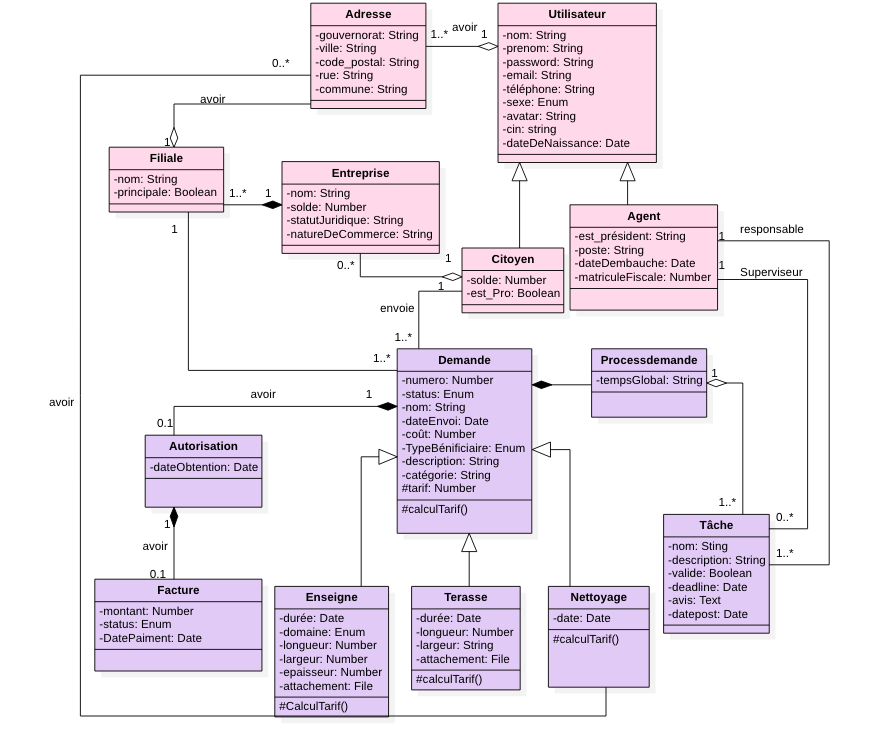 Adresse
-gouvernorat: String
-ville: String
-code_postal: String
-rue: String
-commune: String
1..*
avoir
1
Utilisateur
-nom: String
-prenom: String
-password: String
-email: String
-téléphone: String
-sexe: Enum
-avatar: String
-cin: string
-dateDeNaissance: Date
0..*
avoir
1
Filiale
-nom: String
-principale: Boolean
1..*
1
Entreprise
-nom: String
-solde: Number
-statutJuridique: String
-natureDeCommerce: String
1
0..*
1
Citoyen
-solde: Number
-est_Pro: Boolean
1
Agent
-est_président: String
-poste: String
-dateDembauche: Date
-matriculeFiscale: Number
1
responsable
1
Superviseur
envoie
1..*
1..*
Demande
-numero: Number
-status: Enum
-nom: String
-dateEnvoi: Date
-coût: Number
-TypeBénificiaire: Enum
-description: String
-catégorie: String
#tarif: Number
#calculTarif()
Processdemande
-tempsGlobal: String
1
1..*
avoir
avoir
1
0.1
Autorisation
-dateObtention: Date
1
avoir
0.1
Facture
-montant: Number
-status: Enum
-DatePaiment: Date
Enseigne
-durée: Date
-domaine: Enum
-longueur: Number
-largeur: Number
-epaisseur: Number
-attachement: File
#CalculTarif()
Terasse
-durée: Date
-longueur: Number
-largeur: String
-attachement: File
#calculTarif()
Nettoyage
-date: Date
#calculTarif()
Tâche
-nom: Sting
-description: String
-valide: Boolean
-deadline: Date
-avis: Text
-datepost: Date
0..*
1..*